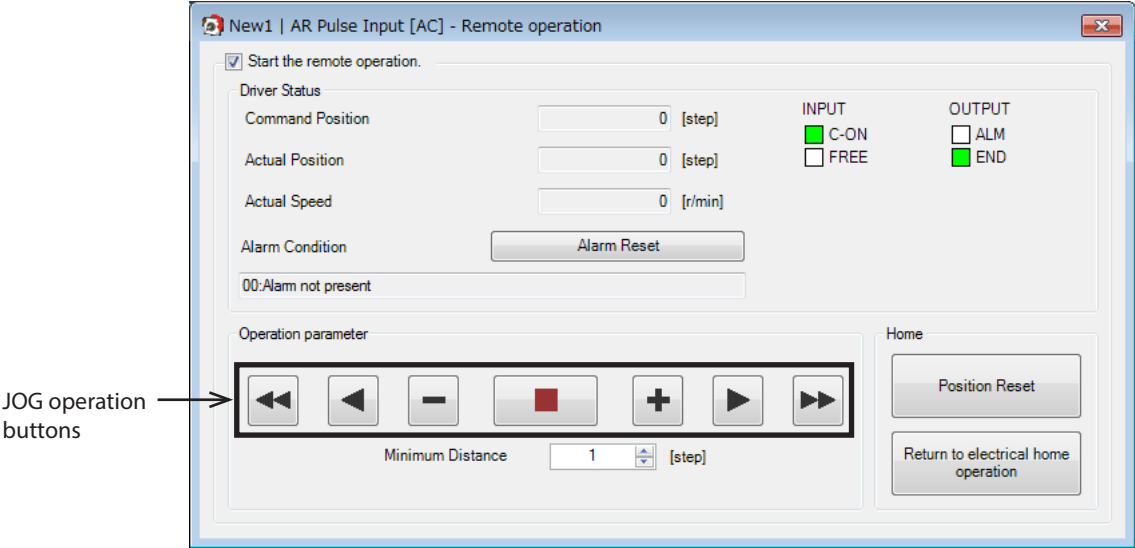 New1 | AR Pulse Input [AC] - Remote operation
Start the remote operation.
Driver Status
Command Position 0 [step]
INPUT OUTPUT
C-ON ALM
Actual Position 0 [step]
FREE END
Actual Speed 0 [r/min]
Alarm Condition Alarm Reset
00:Alarm not present
Operation parameter
Home
JOG operation
buttons
Position Reset
Minimum Distance 1 [step]
Return to electrical home
operation